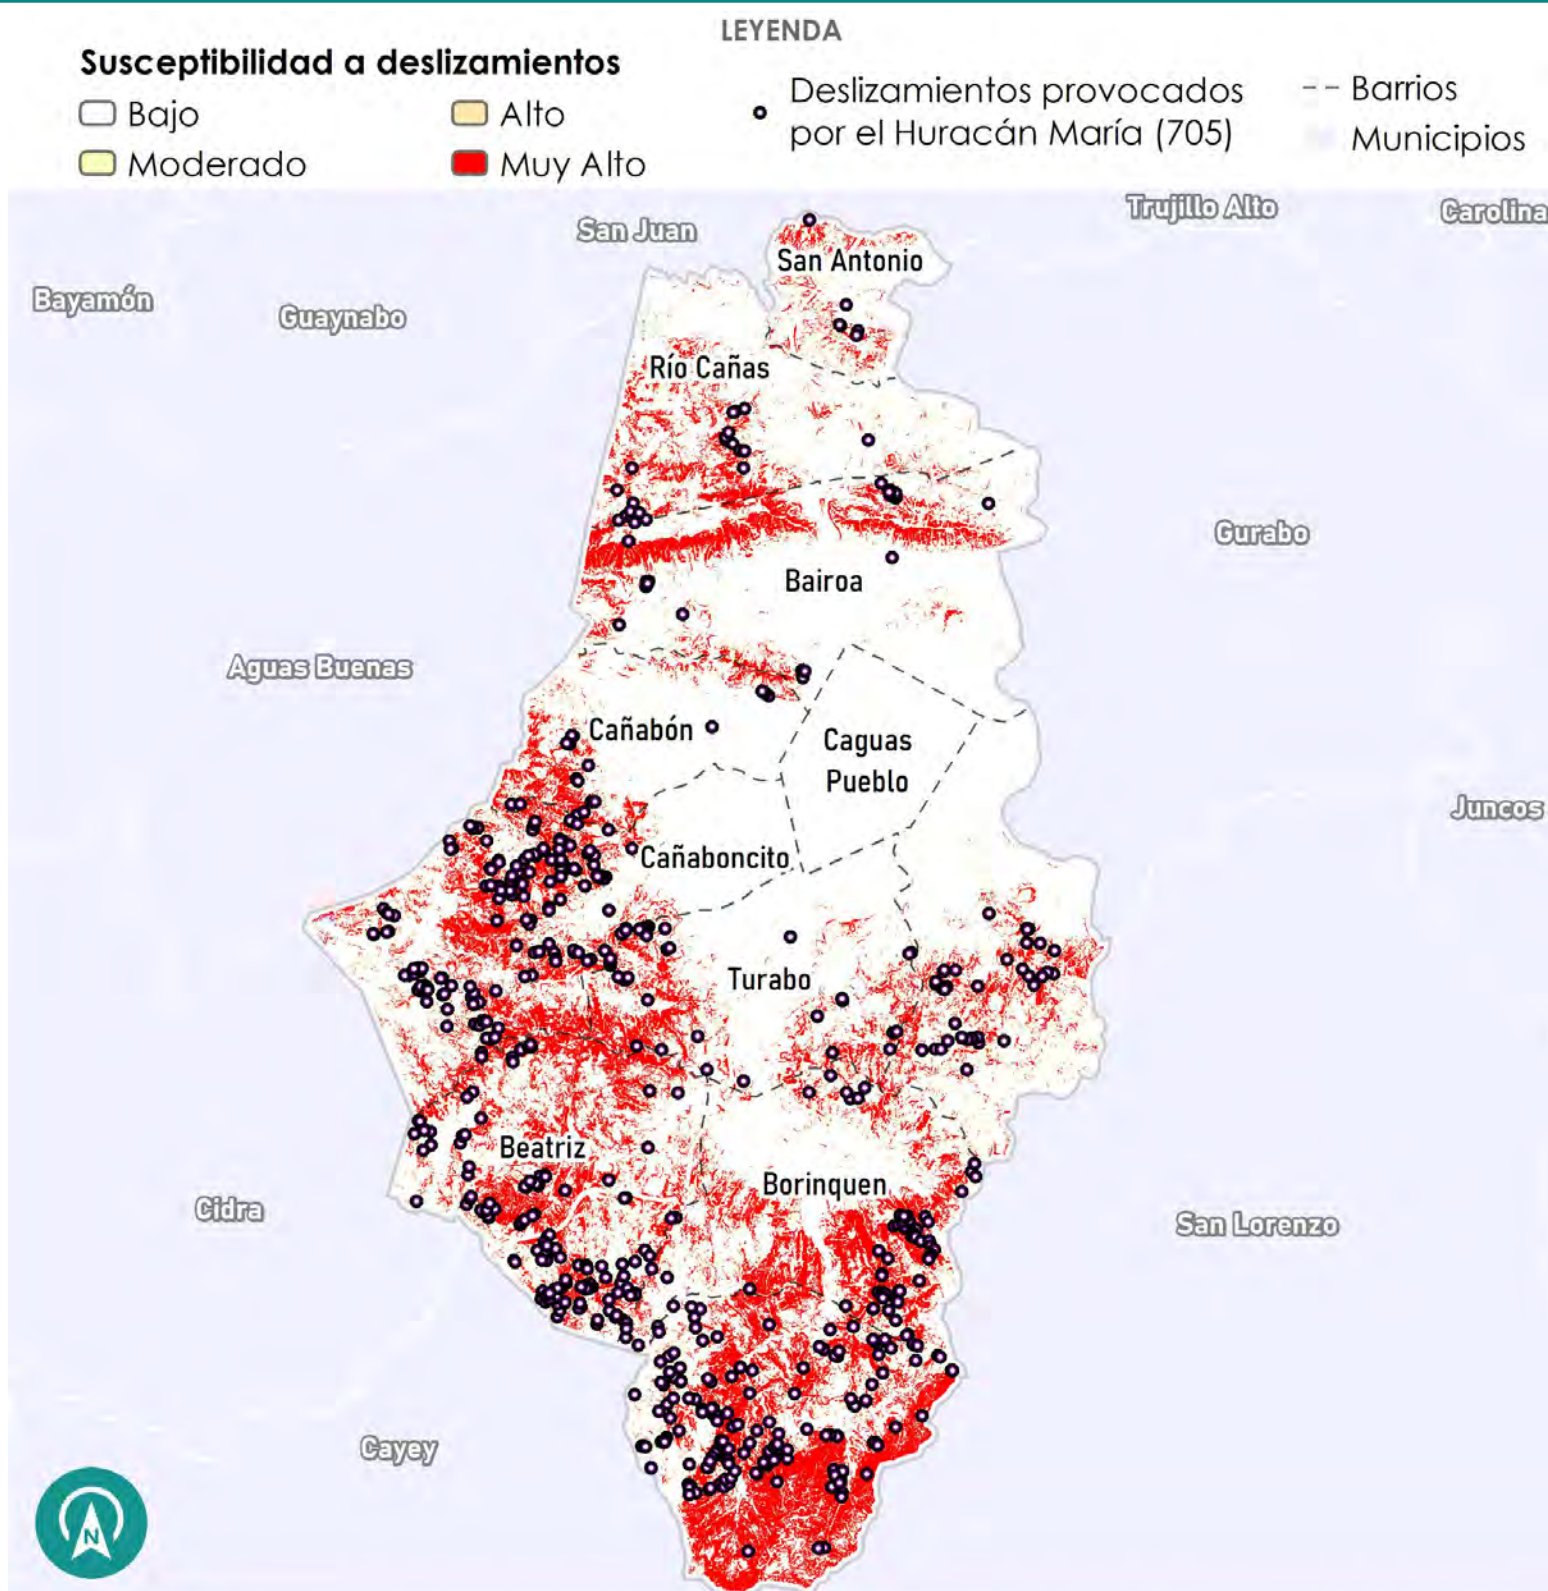 LEYENDA
Susceptibilidad a deslizamientos
Bajo
Alto
Moderado
Muy Alto
Deslizamientos provocados
por el Huracán María (705)
Barrios
Municipios
Trujillo Alto
Carolina
San Juan
San Antonio
Bayamón
Guaynabo
Río Cañas
Gurabo
Bairoa
Aguas Buenas
Cañabón
Caguas
Pueblo
Juncos
Cañaboncito
Turabo
Beatriz
Borinquen
Cidra
San Lorenzo
Cayey
N